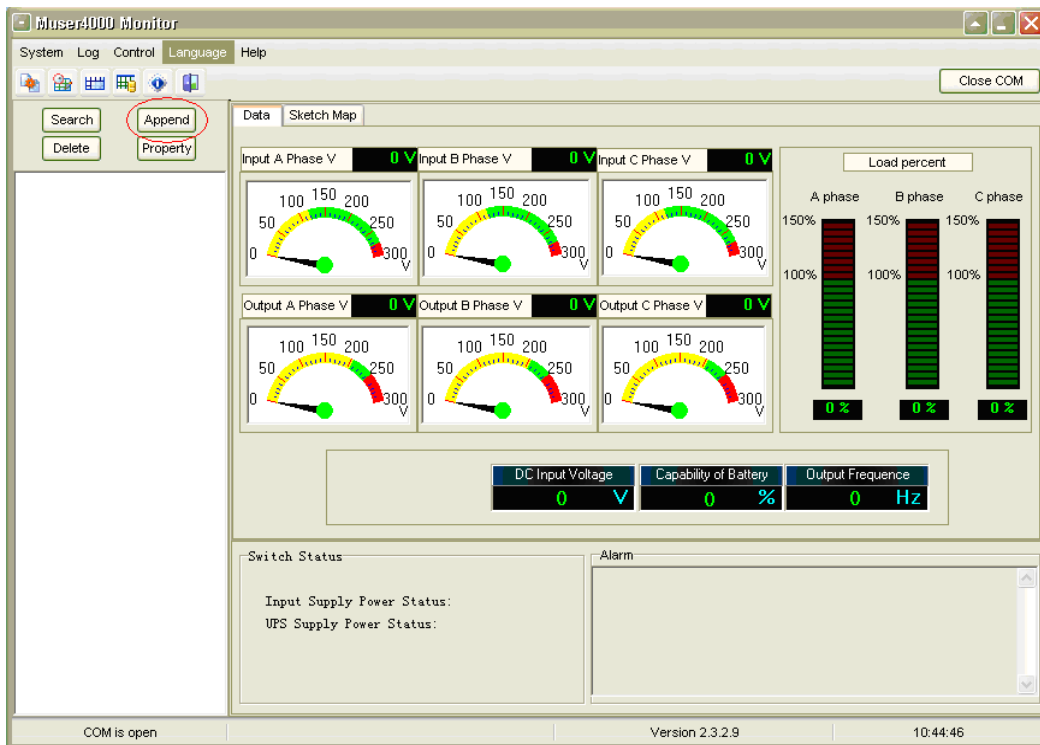 Muser4000 Monitor
System Log Control Language Help
Close COM
Search Append
Delete Property
Data Sketch Map
Input A Phase V 0 V Input B Phase V 0 V Input C Phase V 0 V
0 50 100 150 200 250 300 V
0 50 100 150 200 250 300 V
0 50 100 150 200 250 300 V
Output A Phase V 0 V Output B Phase V 0 V Output C Phase V 0 V
0 50 100 150 200 250 300 V
0 50 100 150 200 250 300 V
0 50 100 150 200 250 300 V
Load percent
A phase B phase C phase
150% 150% 150%
100% 100% 100%
0 % 0 % 0 %
DC Input Voltage Capability of Battery Output Frequence
0 V 0 % 0 Hz
Switch Status
Input Supply Power Status:
UPS Supply Power Status:
Alarm
COM is open Version 2.3.2.9 10:44:46